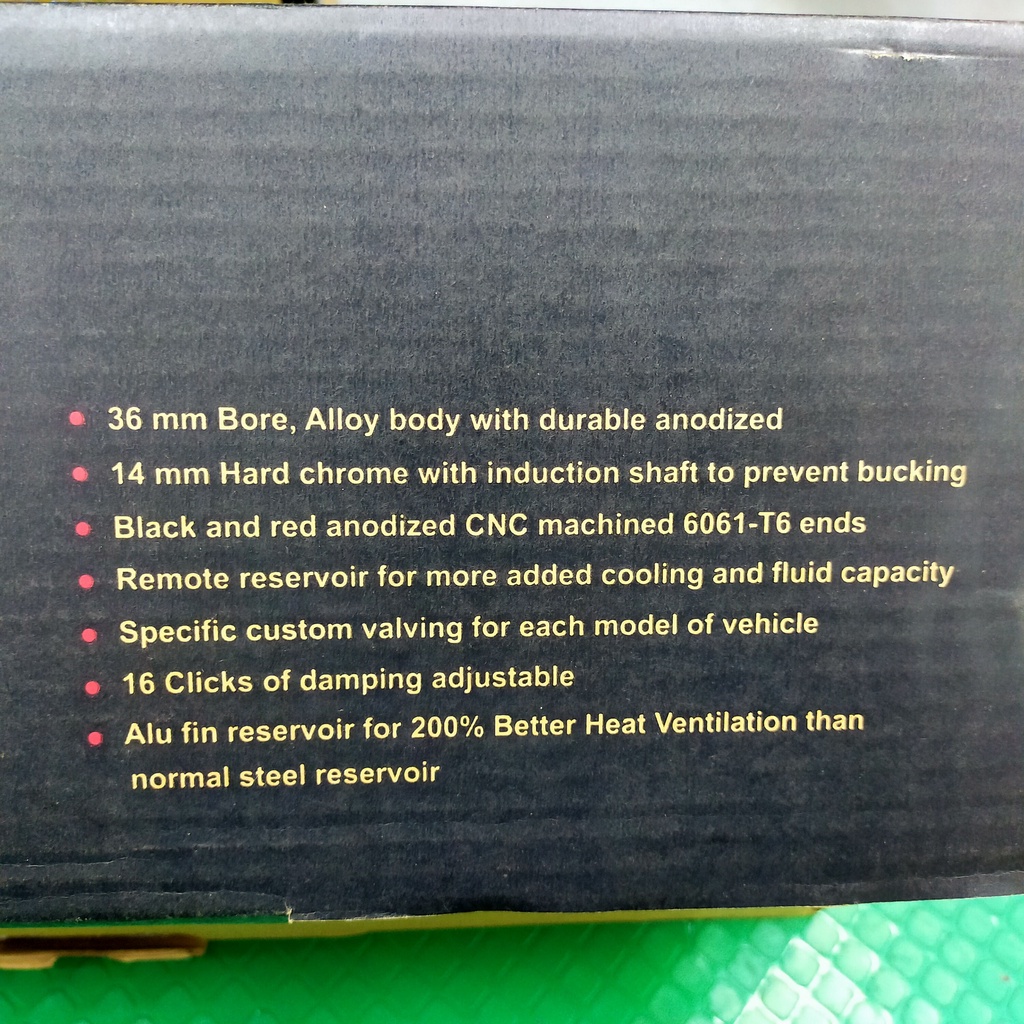 36 mm Bore, Alloy body with durable anodized
14 mm Hard chrome with induction shaft to prevent bucking
Black and red anodized CNC machined 6061-T6 ends
Remote reservoir for more added cooling and fluid capacity
Specific custom valving for each model of vehicle
16 Clicks of damping adjustable
Alu fin reservoir for 200% Better Heat Ventilation than
normal steel reservoir